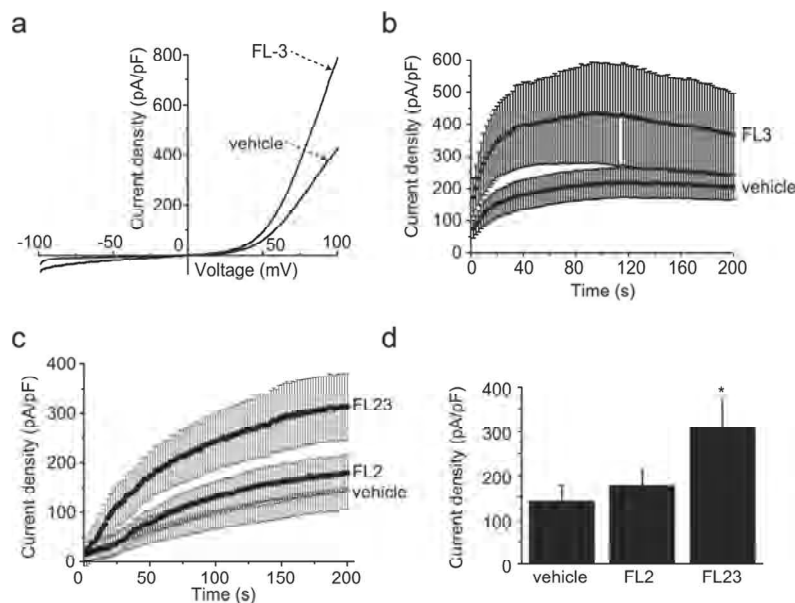 a
FL-3
vehicle
Current density (pA/pF)
800
600
400
200
-100
-50
0
50
100
Voltage (mV)
b
Current density (pA/pF)
600
500
400
300
200
100
0
FL3
vehicle
0
40
80
120
160
200
Time (s)
c
Current density (pA/pF)
400
300
200
100
0
FL23
FL2
vehicle
0
50
100
150
200
Time (s)
d
Current density (pA/pF)
400
300
200
100
0
*
vehicle
FL2
FL23